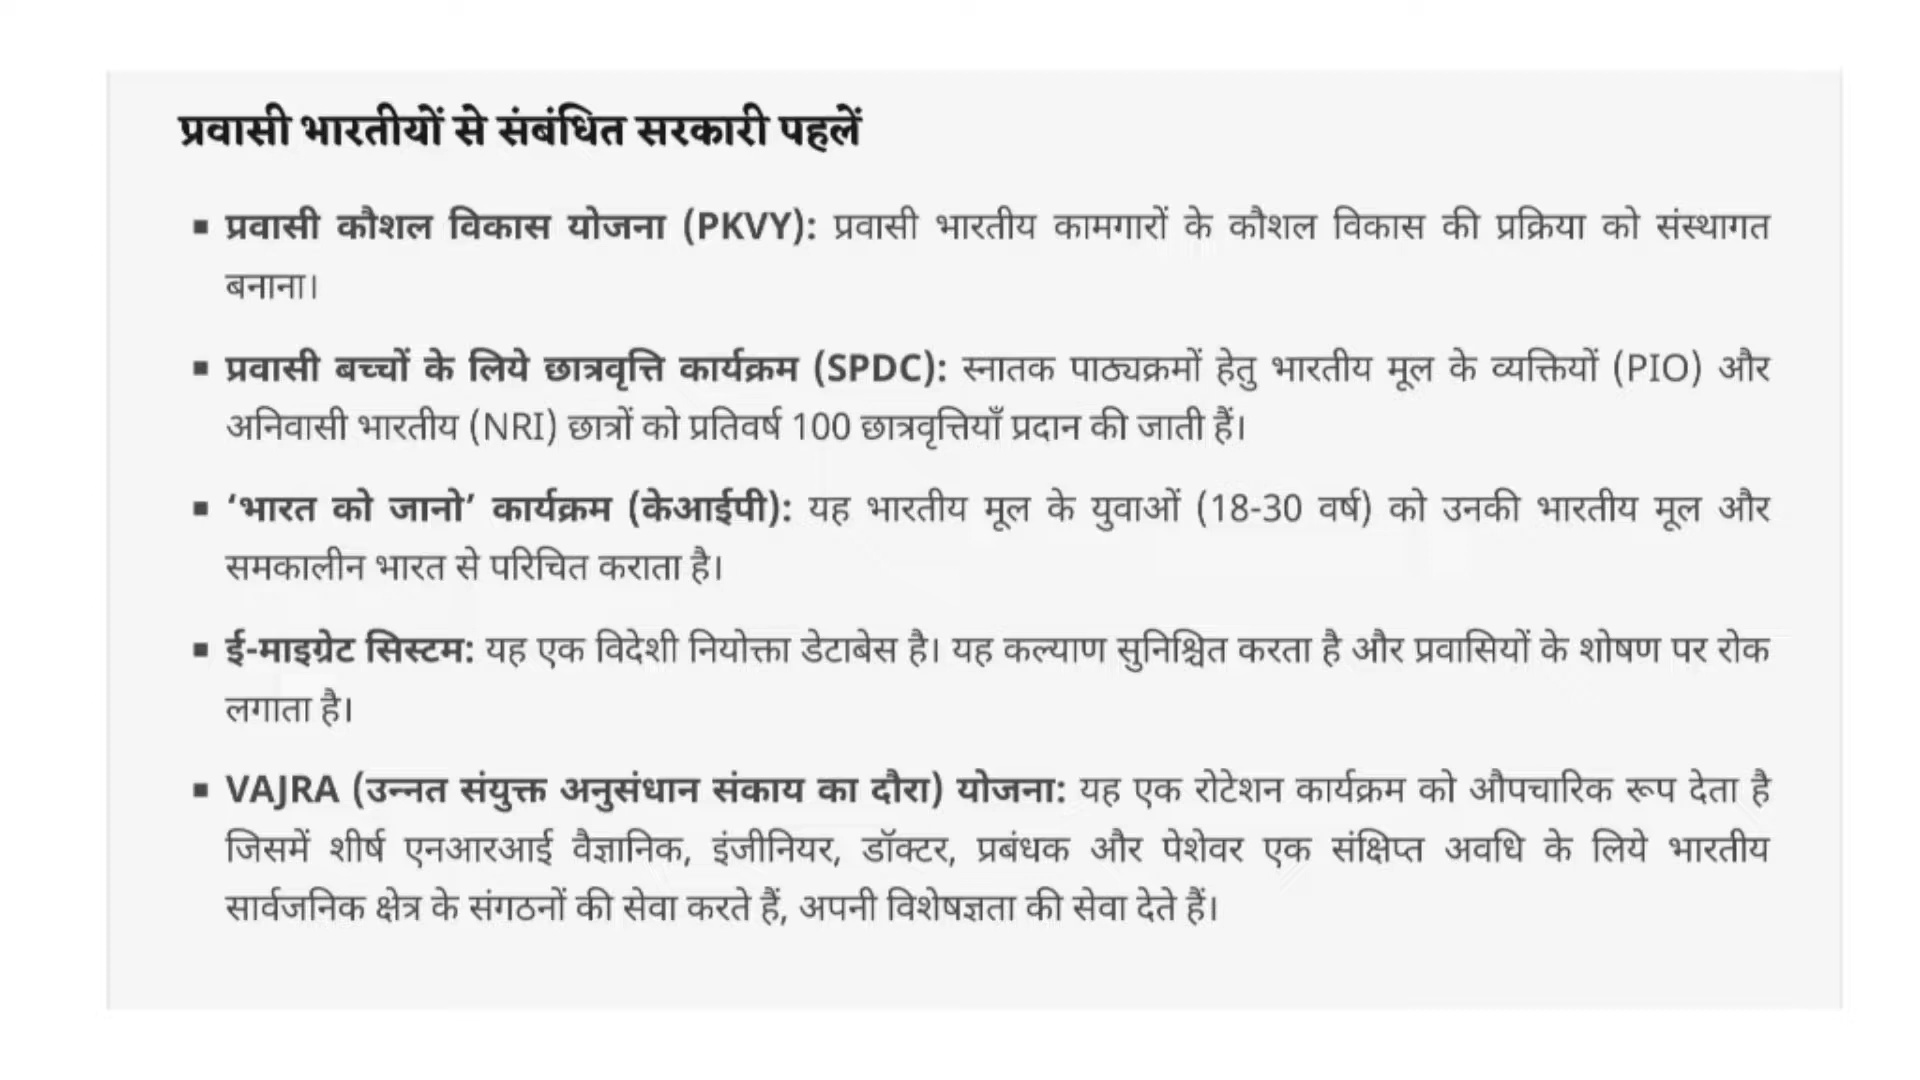 प्रवासी भारतीयों से संबंधित सरकारी पहलें
▪ प्रवासी कौशल विकास योजना (PKVY): प्रवासी भारतीय कामगारों के कौशल विकास की प्रक्रिया को संस्थागत
बनाना।
▪ प्रवासी बच्चों के लिये छात्रवृत्ति कार्यक्रम (SPDC): स्नातक पाठ्यक्रमों हेतु भारतीय मूल के व्यक्तियों (PIO) और
अनिवासी भारतीय (NRI) छात्रों को प्रतिवर्ष 100 छात्रवृत्तियाँ प्रदान की जाती हैं।
▪ ‘भारत को जानो’ कार्यक्रम (केआईपी): यह भारतीय मूल के युवाओं (18-30 वर्ष) को उनकी भारतीय मूल और
समकालीन भारत से परिचित कराता है।
▪ ई-माइग्रेट सिस्टम: यह एक विदेशी नियोक्ता डेटाबेस है। यह कल्याण सुनिश्चित करता है और प्रवासियों के शोषण पर रोक
लगाता है।
▪ VAJRA (उन्नत संयुक्त अनुसंधान संकाय का दौरा) योजना: यह एक रोटेशन कार्यक्रम को औपचारिक रूप देता है
जिसमें शीर्ष एनआरआई वैज्ञानिक, इंजीनियर, डॉक्टर, प्रबंधक और पेशेवर एक संक्षिप्त अवधि के लिये भारतीय
सार्वजनिक क्षेत्र के संगठनों की सेवा करते हैं, अपनी विशेषज्ञता की सेवा देते हैं।